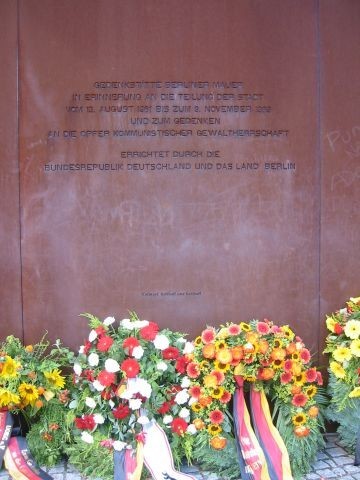 GEDENKSTÄTTE BERLINER MAUER
IN ERINNERUNG AN DIE TEILUNG DER STADT
VOM 13. AUGUST 1961 BIS ZUM 9. NOVEMBER 1989
UND ZUM GEDENKEN
AN DIE OPFER KOMMUNISTISCHER GEWALTHERRSCHAFT
ERRICHTET DURCH DIE
BUNDESREPUBLIK DEUTSCHLAND UND DAS LAND BERLIN